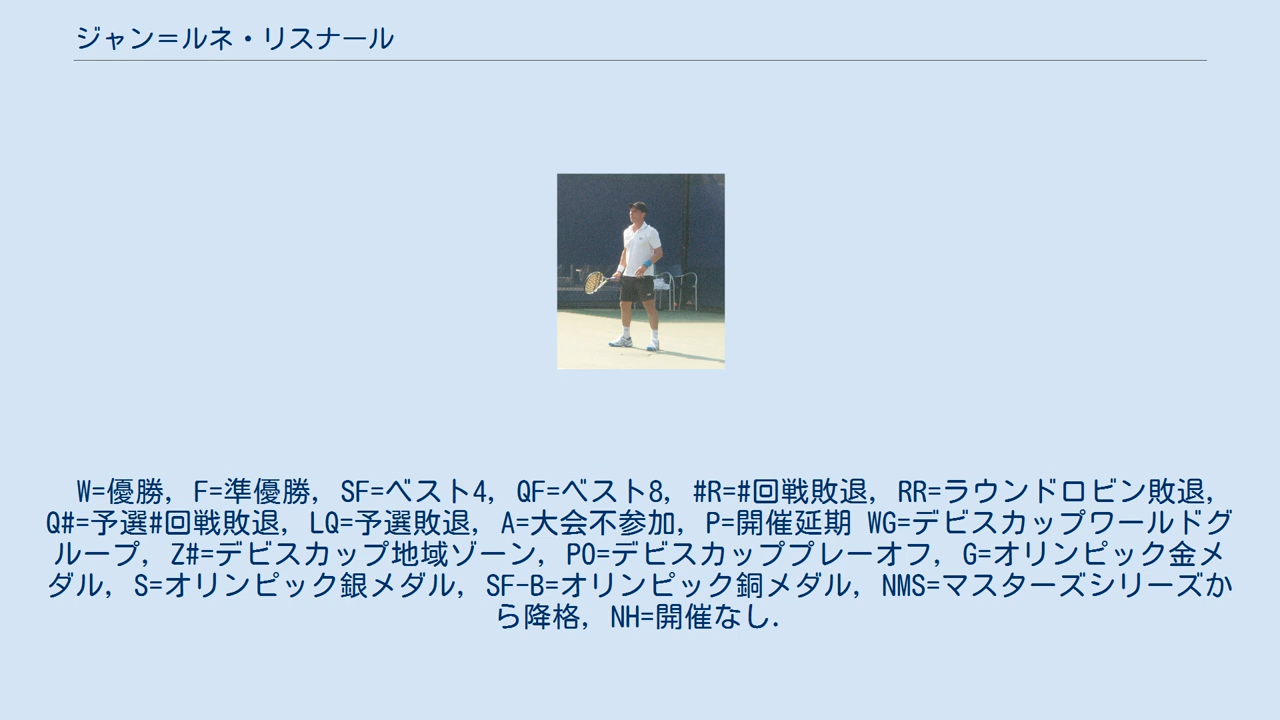 ジャン＝ルネ・リスナール
W=優勝, F=準優勝, SF=ベスト4, QF=ベスト8, #R=#回戦敗退, RR=ラウンドロビン敗退,
Q#=予選#回戦敗退, LQ=予選敗退, A=大会不参加, P=開催延期 WG=デビスカップワールドグ
ループ, Z#=デビスカップ地域ゾーン, PO=デビスカッププレーオフ, G=オリンピック金メ
ダル, S=オリンピック銀メダル, SF-B=オリンピック銅メダル, NMS=マスターズシリーズか
ら降格, NH=開催なし.